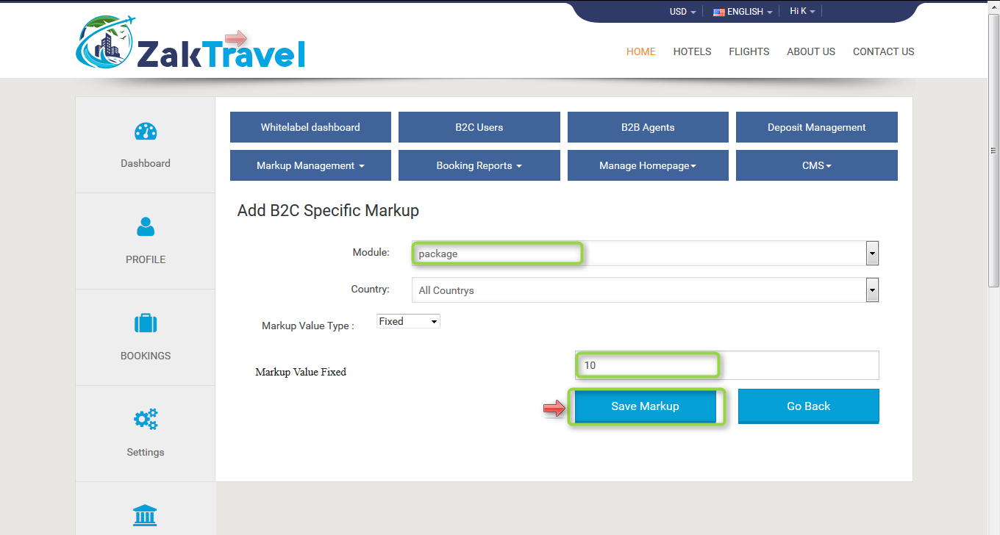 USD ENGLISH Hi K
ZakTravel
HOME HOTELS FLIGHTS ABOUT US CONTACT US
Dashboard
PROFILE
BOOKINGS
Settings
Whitelabel dashboard B2C Users B2B Agents Deposit Management
Markup Management Booking Reports Manage Homepage CMS
Add B2C Specific Markup
Module: package
Country: All Countrys
Markup Value Type : Fixed
Markup Value Fixed 10
Save Markup Go Back